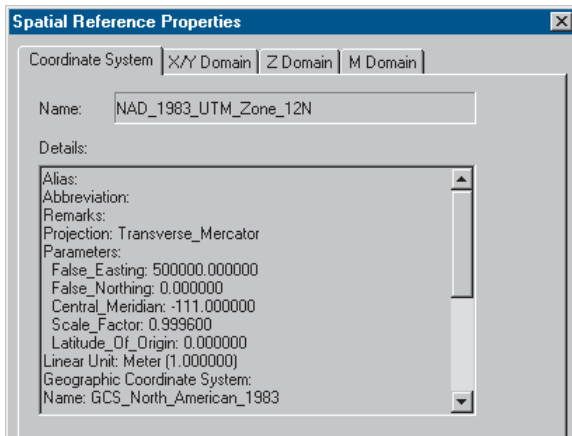 Spatial Reference Properties
Coordinate System X/Y Domain Z Domain M Domain
Name: NAD_1983_UTM_Zone_12N
Details:
Alias:
Abbreviation:
Remarks:
Projection: Transverse_Mercator
Parameters:
False_Easting: 500000.000000
False_Northing: 0.000000
Central_Meridian: -111.000000
Scale_Factor: 0.999600
Latitude_Of_Origin: 0.000000
Linear Unit: Meter (1.000000)
Geographic Coordinate System:
Name: GCS_North_American_1983